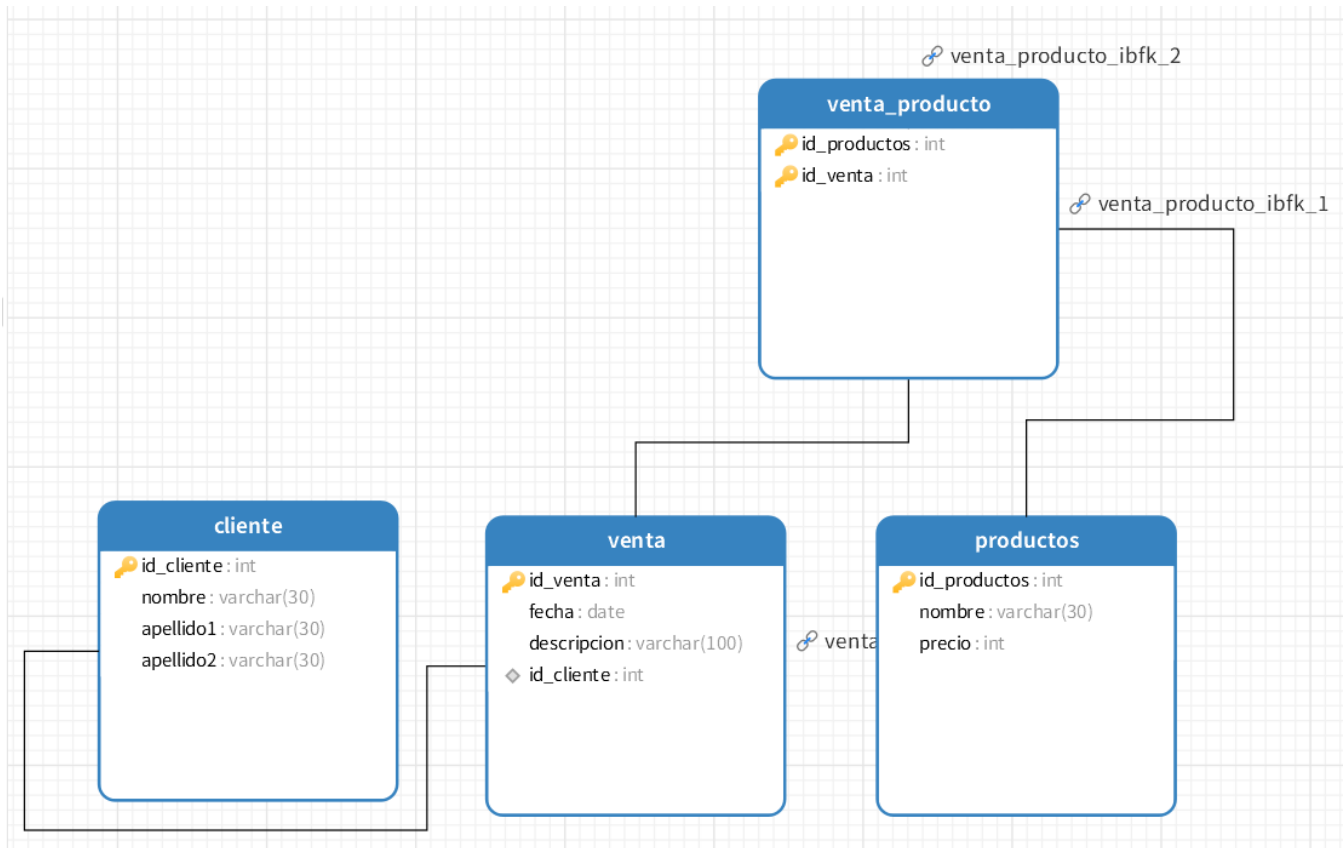 venta_producto_ibfk_2
venta_producto
id_productos : int
id_venta : int
venta_producto_ibfk_1
cliente
id_cliente : int
nombre : varchar(30)
apellido1 : varchar(30)
apellido2 : varchar(30)
venta
id_venta : int
fecha : date
descripcion : varchar(100)
id_cliente : int
venta
productos
id_productos : int
nombre : varchar(30)
precio : int